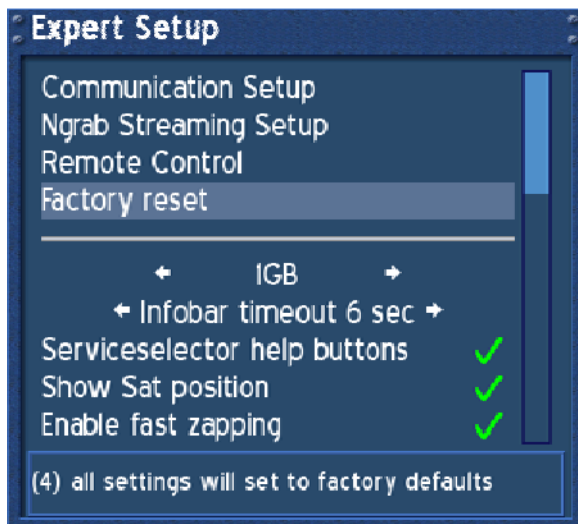 Expert Setup
Communication Setup
Ngrab Streaming Setup
Remote Control
Factory reset
1GB
Infobar timeout 6 sec
Serviceselector help buttons
Show Sat position
Enable fast zapping
(4) all settings will set to factory defaults